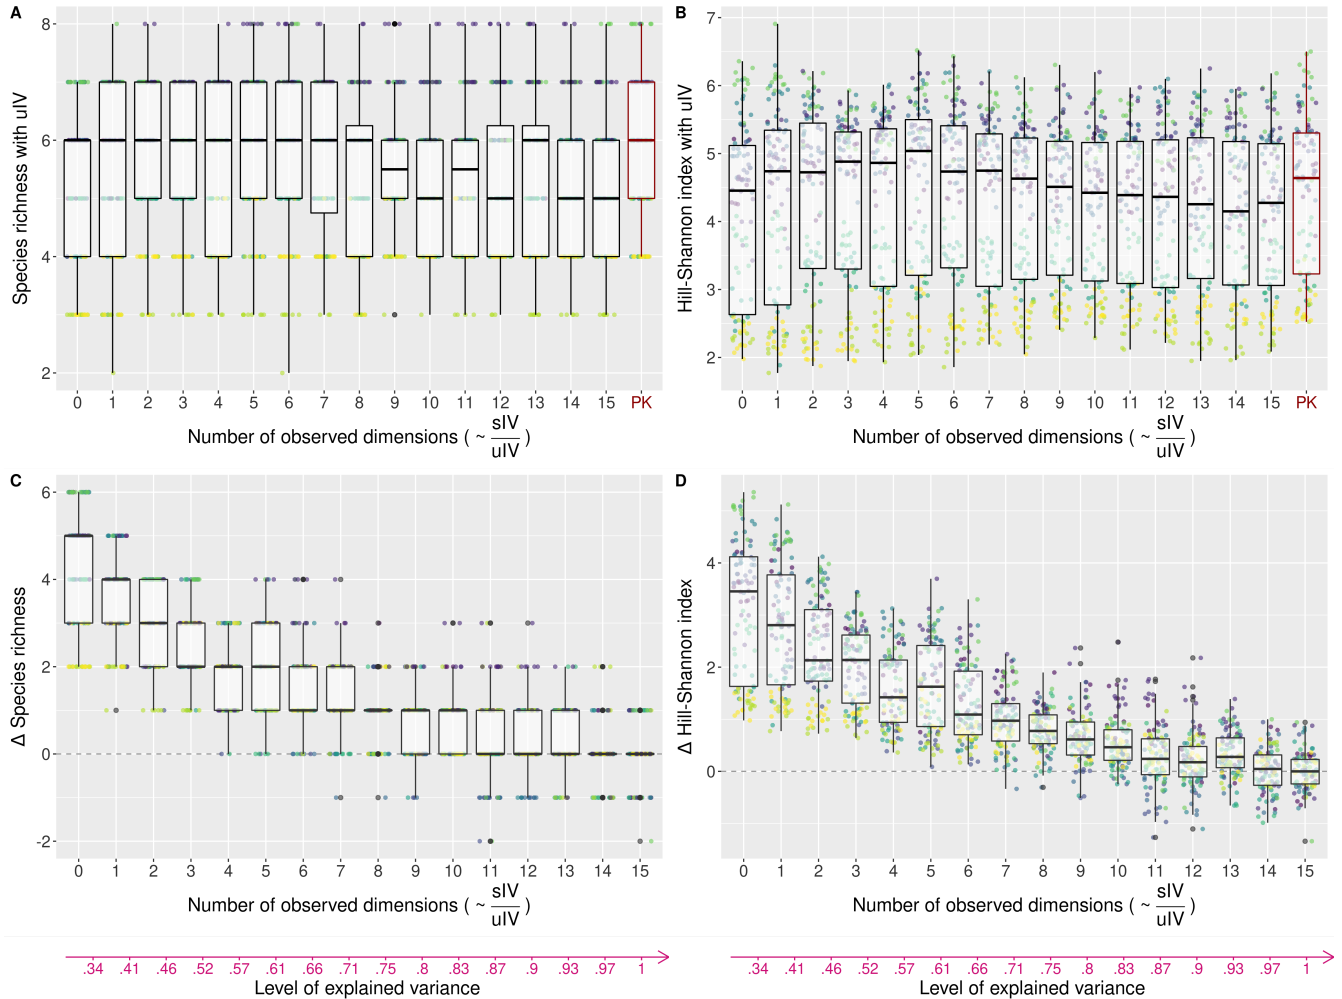 A
Species richness with uIV
8
6
4
2
0 1 2 3 4 5 6 7 8 9 10 11 12 13 14 15 PK
Number of observed dimensions ( ~ sIV/uIV )
B
Hill-Shannon index with uIV
7
6
5
4
3
2
0 1 2 3 4 5 6 7 8 9 10 11 12 13 14 15 PK
Number of observed dimensions ( ~ sIV/uIV )
C
Δ Species richness
6
4
2
0
-2
0 1 2 3 4 5 6 7 8 9 10 11 12 13 14 15
Number of observed dimensions ( ~ sIV/uIV )
D
Δ Hill-Shannon index
4
2
0
0 1 2 3 4 5 6 7 8 9 10 11 12 13 14 15
Number of observed dimensions ( ~ sIV/uIV )
.34 .41 .46 .52 .57 .61 .66 .71 .75 .8 .83 .87 .9 .93 .97 1
Level of explained variance
.34 .41 .46 .52 .57 .61 .66 .71 .75 .8 .83 .87 .9 .93 .97 1
Level of explained variance